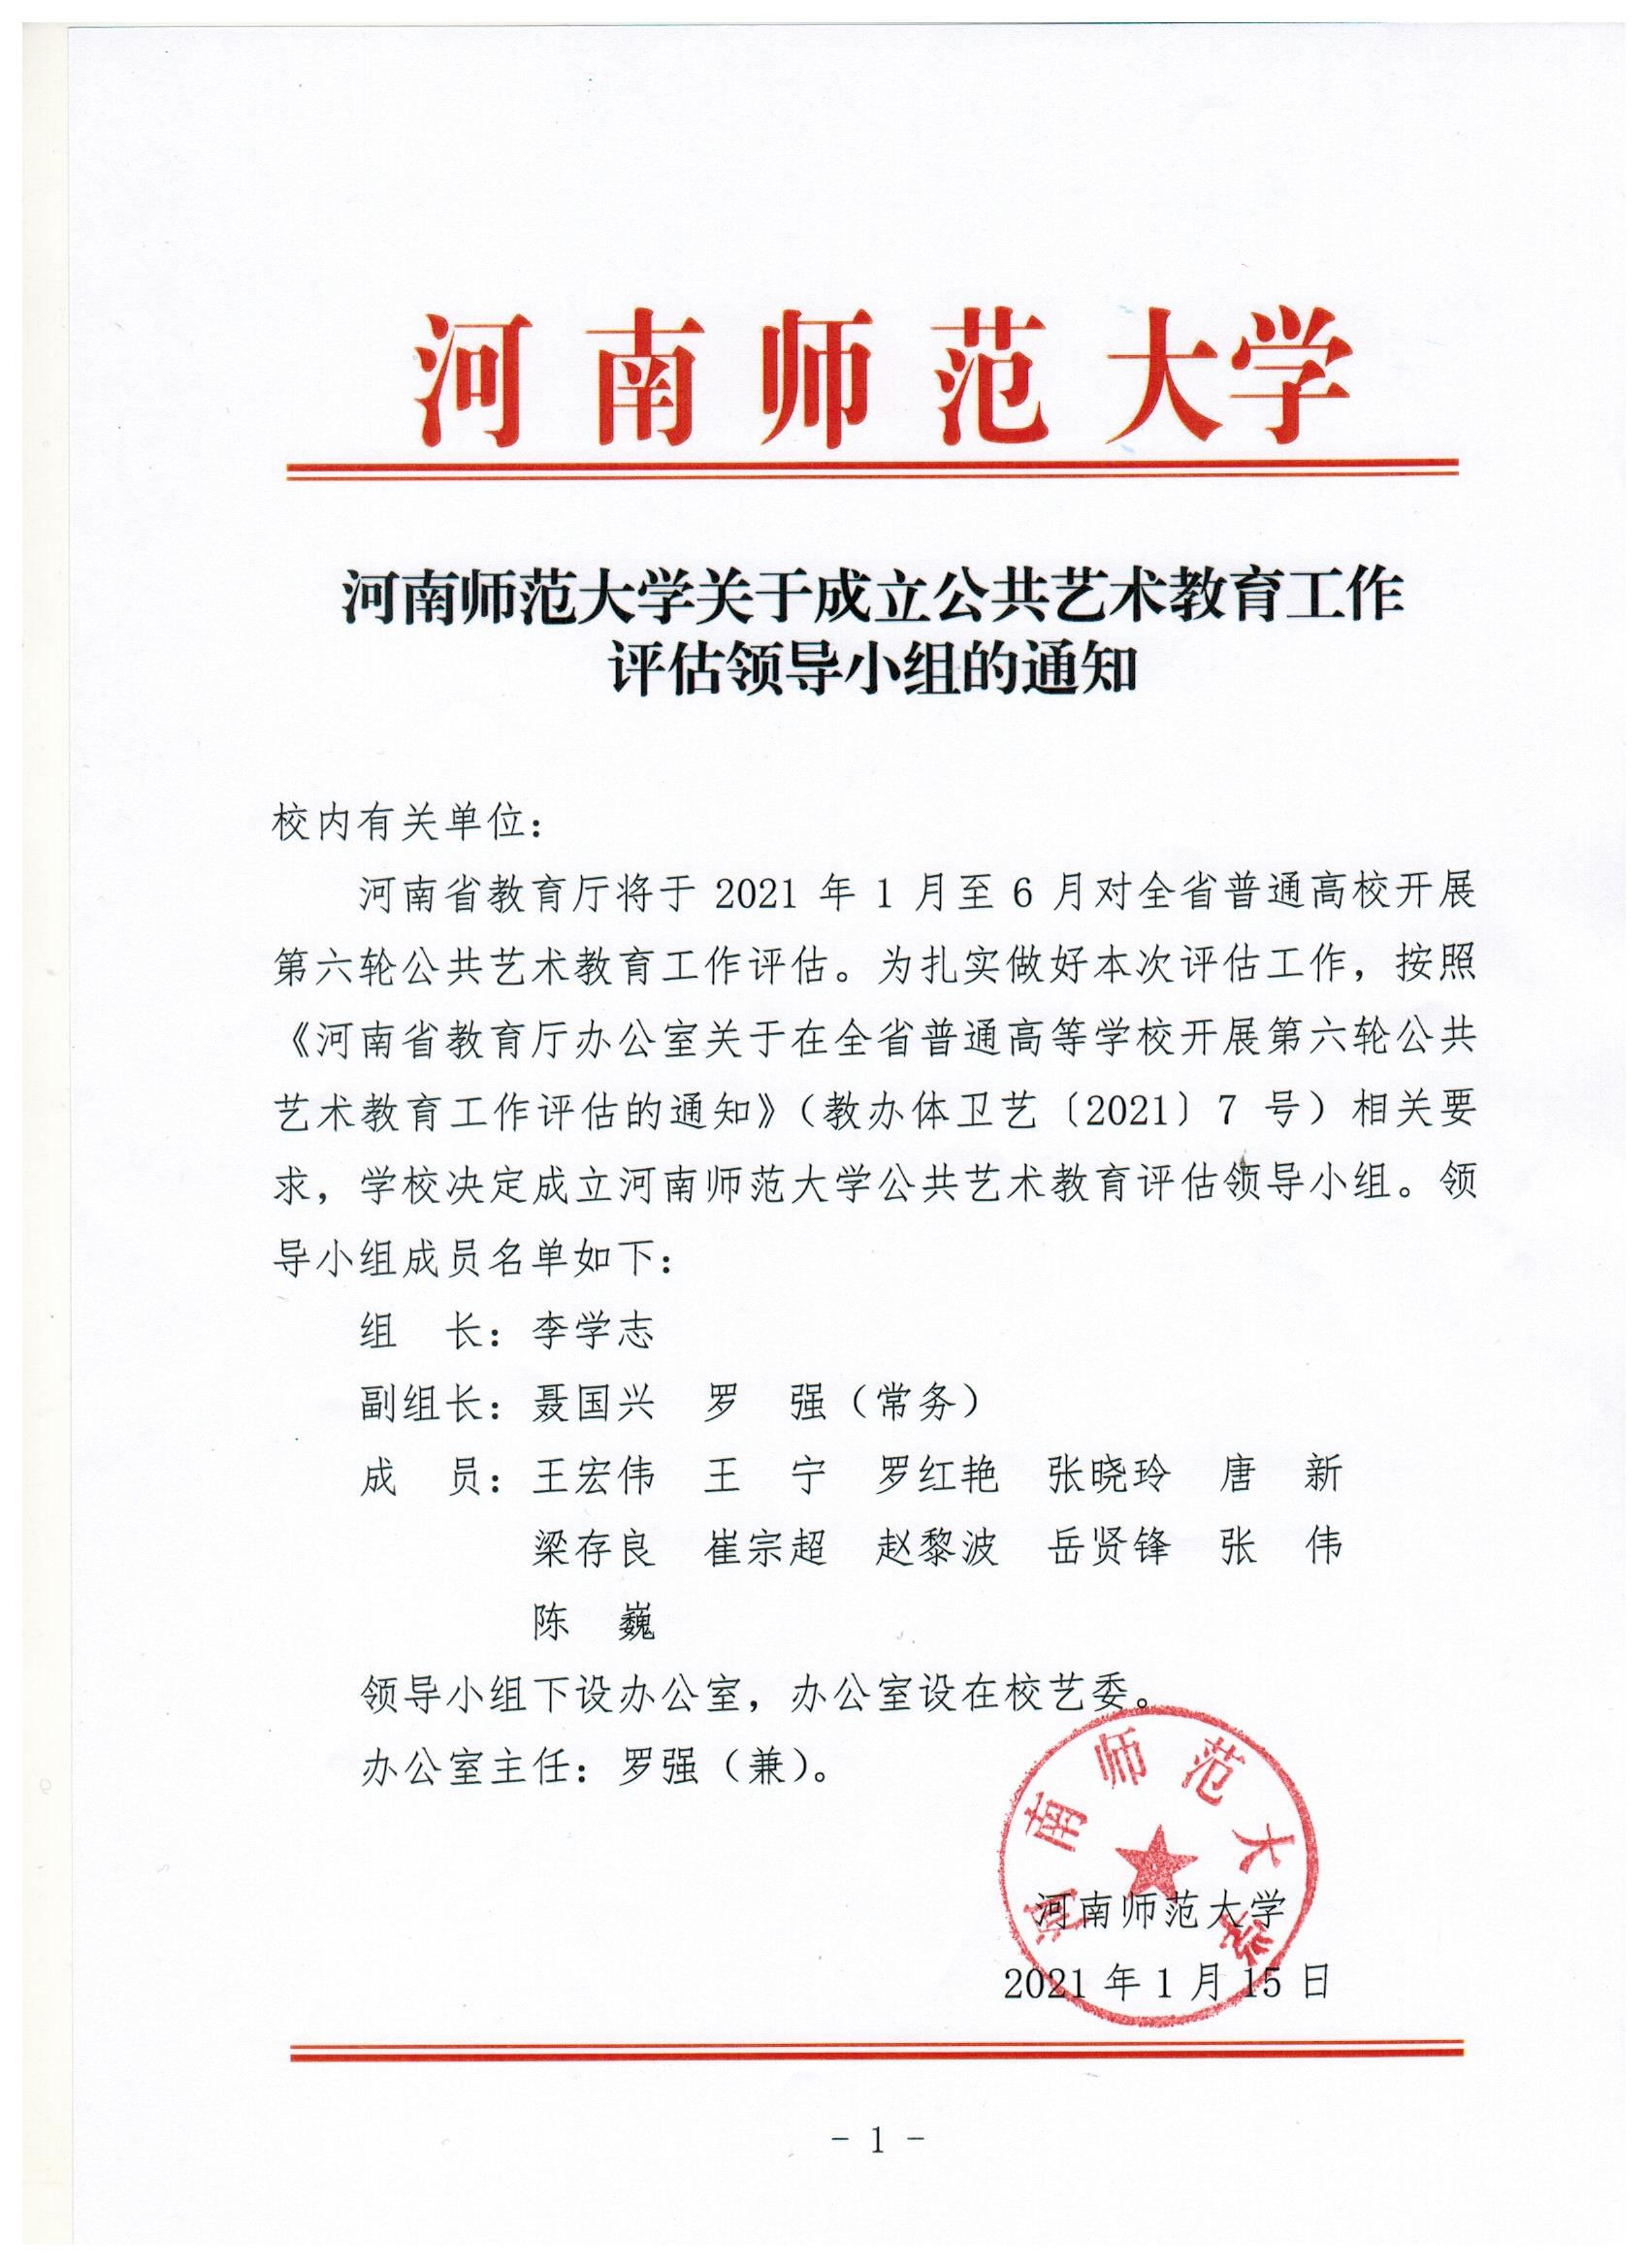 河南师范大学
河南师范大学关于成立公共艺术教育工作
评估领导小组的通知
校内有关单位：
河南省教育厅将于 2021 年 1 月至 6 月对全省普通高校开展
第六轮公共艺术教育工作评估。为扎实做好本次评估工作，按照
《河南省教育厅办公室关于在全省普通高等学校开展第六轮公共
艺术教育工作评估的通知》（教办体卫艺〔2021〕7 号）相关要
求，学校决定成立河南师范大学公共艺术教育评估领导小组。领
导小组成员名单如下：
组　长：李学志
副组长：聂国兴　罗　强（常务）
成　员：王宏伟　王　宁　罗红艳　张晓玲　唐　新
梁存良　崔宗超　赵黎波　岳贤锋　张　伟
陈　巍
领导小组下设办公室，办公室设在校艺委。
办公室主任：罗强（兼）。
河南师范大学
河南师范大学
2021 年 1 月 15 日
- 1 -